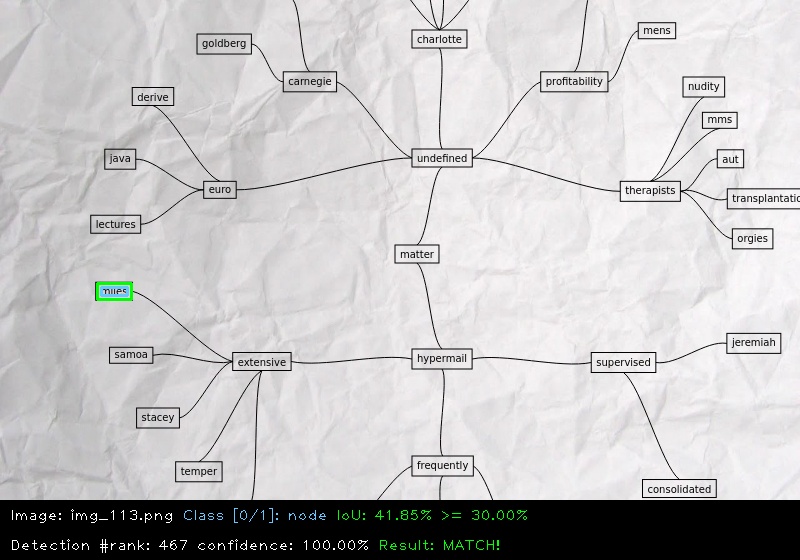 charlotte
mens
goldberg
carnegie
profitability
nudity
derive
mms
java
undefined
aut
euro
therapists
transplantatio
lectures
orgies
matter
miles
jeremiah
samoa
extensive
hypermail
supervised
stacey
temper
frequently
consolidated
Image: img_113.png Class [0/1]: node IoU: 41.85% >= 30.00%
Detection #rank: 467 confidence: 100.00% Result: MATCH!